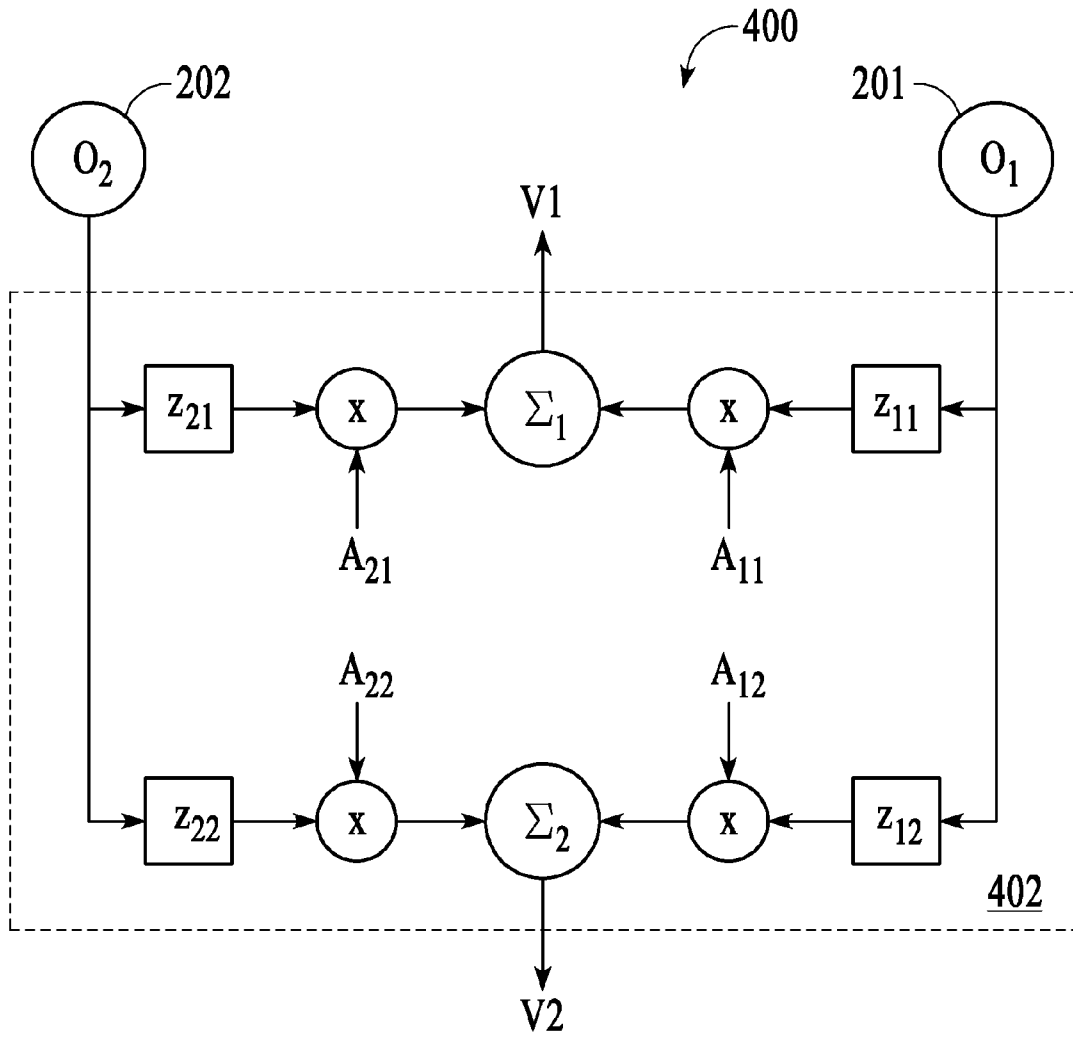 400
202
201
O₂
O₁
V1
z₂₁
x
Σ₁
x
z₁₁
A₂₁
A₁₁
A₂₂
A₁₂
z₂₂
x
Σ₂
x
z₁₂
402
V2